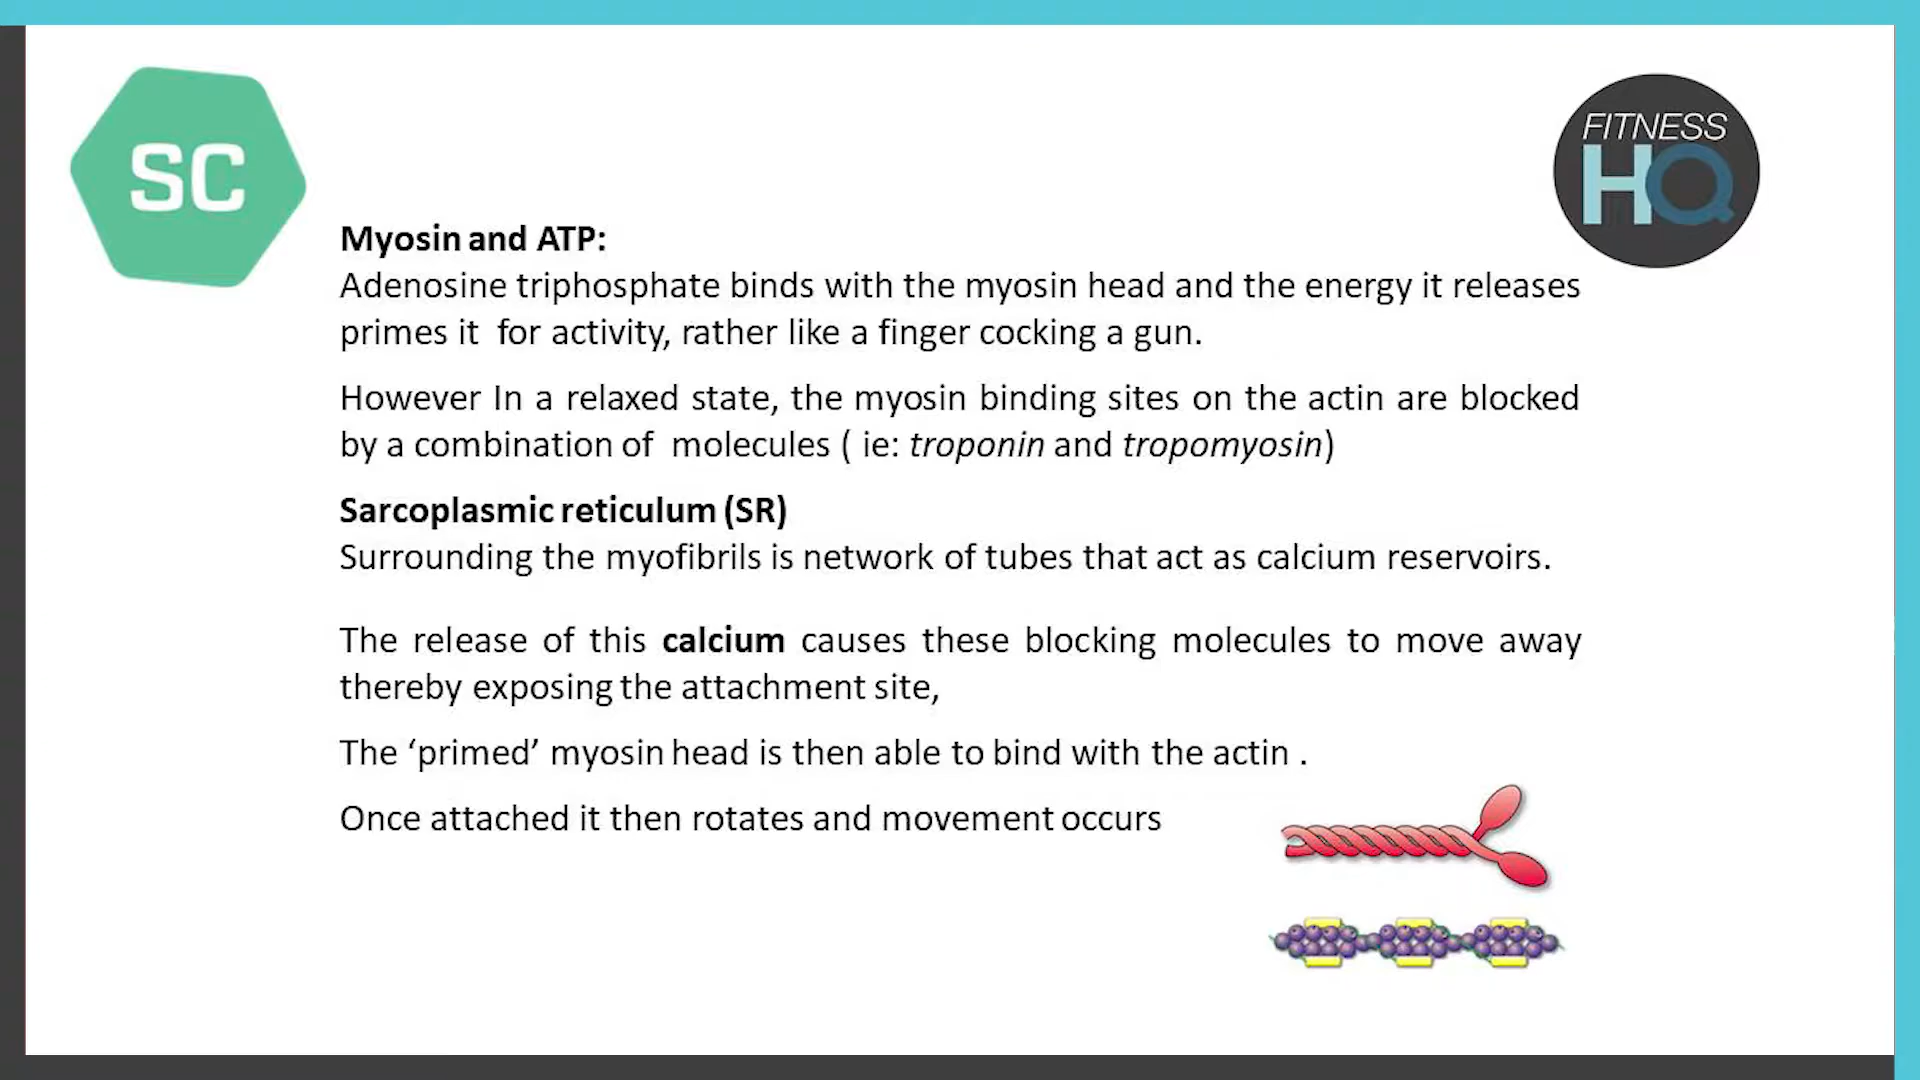 SC
FITNESS
HQ
Myosin and ATP:
Adenosine triphosphate binds with the myosin head and the energy it releases
primes it for activity, rather like a finger cocking a gun.
However In a relaxed state, the myosin binding sites on the actin are blocked
by a combination of molecules ( ie: troponin and tropomyosin)
Sarcoplasmic reticulum (SR)
Surrounding the myofibrils is network of tubes that act as calcium reservoirs.
The release of this calcium causes these blocking molecules to move away
thereby exposing the attachment site,
The ‘primed’ myosin head is then able to bind with the actin .
Once attached it then rotates and movement occurs